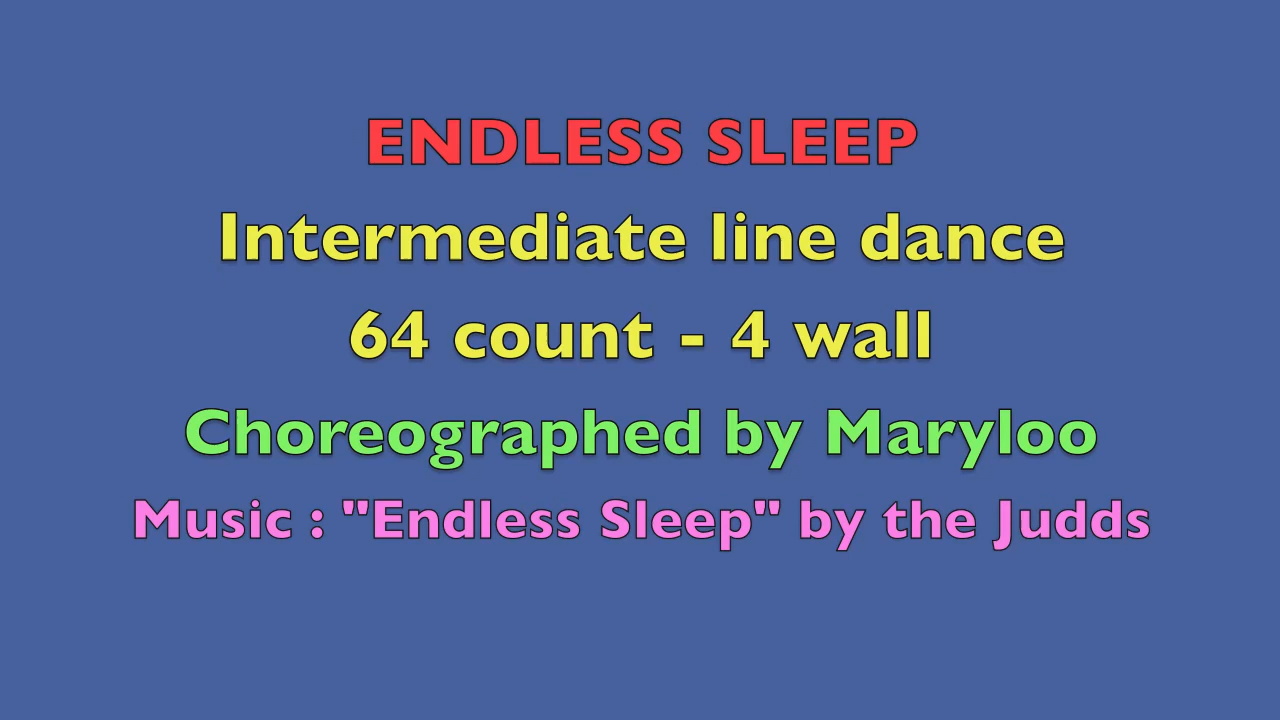 ENDLESS SLEEP
Intermediate line dance
64 count - 4 wall
Choreographed by Maryloo
Music : "Endless Sleep" by the Judds